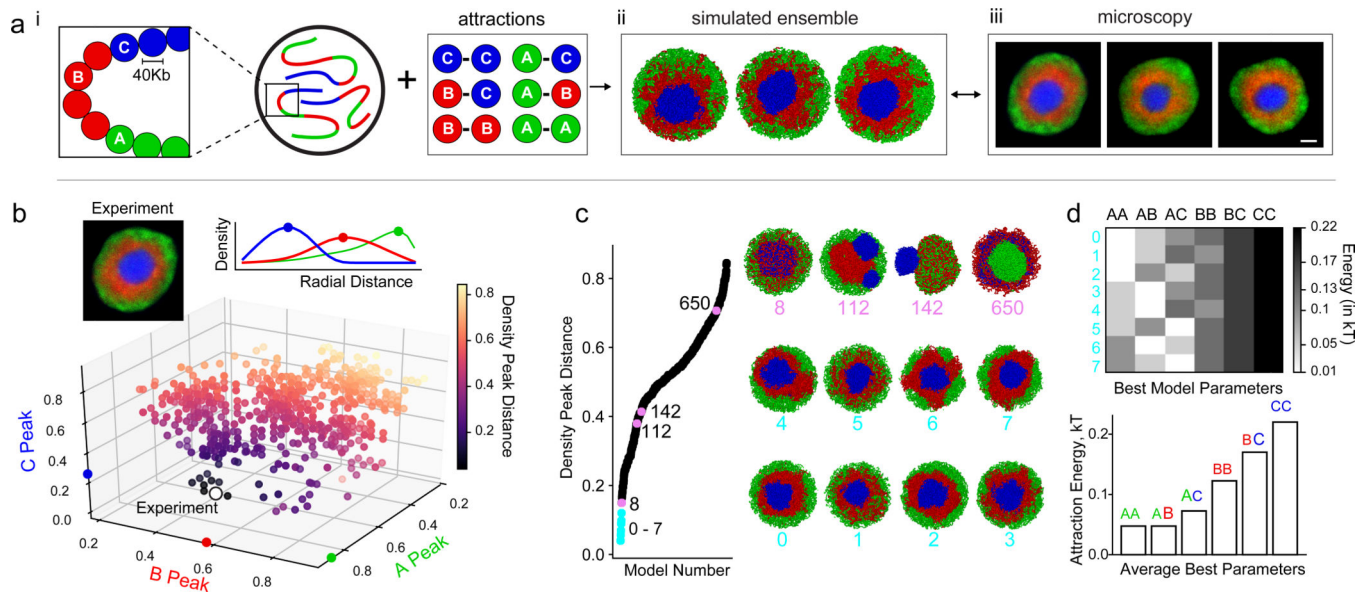 a
i
attractions
ii
simulated ensemble
iii
microscopy
C
B
40Kb
A
+
C - C
A - C
B - C
A - B
B - B
A - A
b
Experiment
Density
Radial Distance
0.8
0.6
0.4
0.2
Density Peak Distance
C Peak
0.8
0.6
0.4
0.2
0.0
Experiment
0.2
0.4
0.6
0.8
B Peak
0.2
0.4
0.6
0.8
A Peak
c
Density Peak Distance
0.8
0.6
0.4
0.2
0.0
650
142
112
8
0 - 7
Model Number
8
112
142
650
4
5
6
7
0
1
2
3
d
AA AB AC BB BC CC
0
1
2
3
4
5
6
7
0.22
0.17
0.13
0.09
0.05
0.01
Energy (in kT)
Best Model Parameters
Attraction Energy, kT
0.2
0.1
0.0
AA
AB
AC
BB
BC
CC
Average Best Parameters